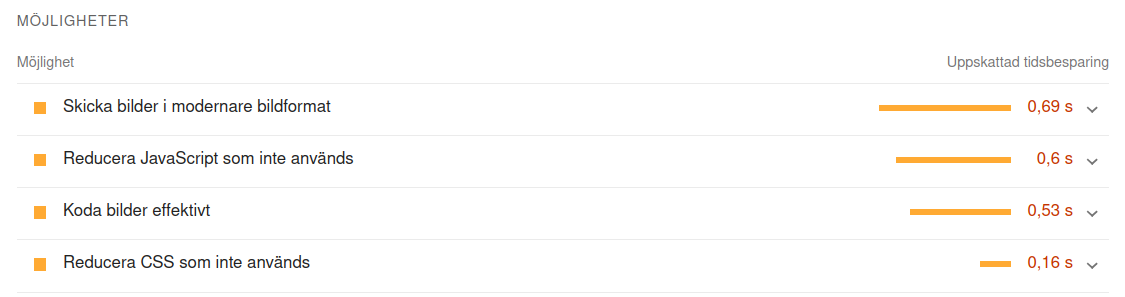 MÖJLIGHETER
Möjlighet Uppskattad tidsbesparing
Skicka bilder i modernare bildformat 0,69 s
Reducera JavaScript som inte används 0,6 s
Koda bilder effektivt 0,53 s
Reducera CSS som inte används 0,16 s